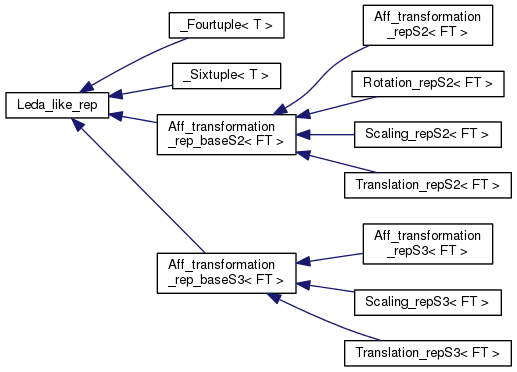 Leda_like_rep
_Fourtuple< T >
_Sixtuple< T >
Aff_transformation
_rep_baseS2< FT >
Aff_transformation
_rep_baseS3< FT >
Aff_transformation
_repS2< FT >
Rotation_repS2< FT >
Scaling_repS2< FT >
Translation_repS2< FT >
Aff_transformation
_repS3< FT >
Scaling_repS3< FT >
Translation_repS3< FT >